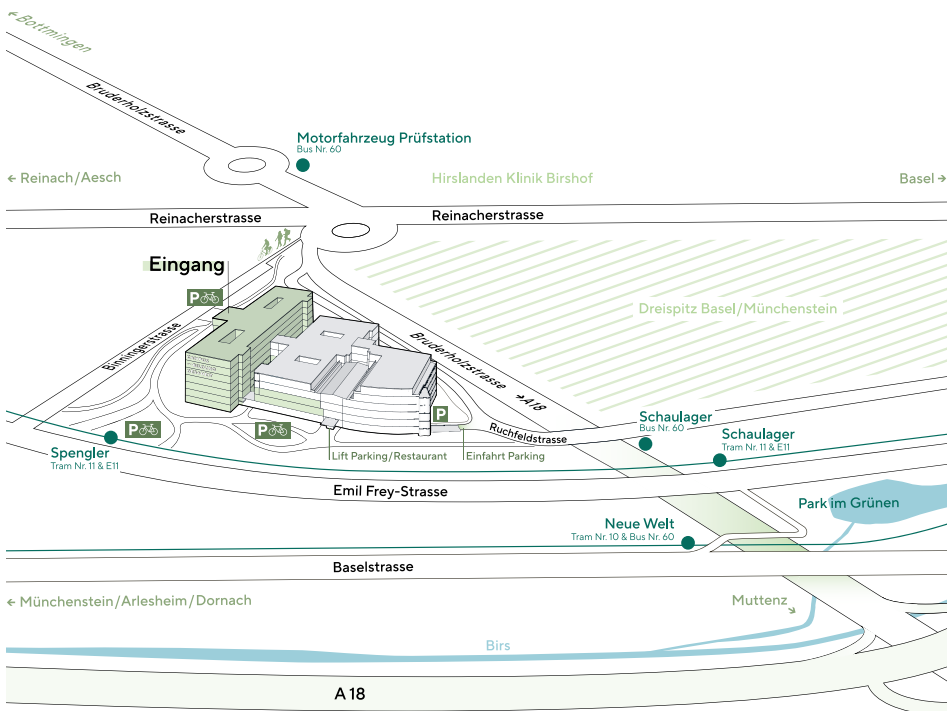 ← Bottmingen
Bruderholzstrasse
Motorfahrzeug Prüfstation
Bus Nr. 60
← Reinach/Aesch
Hirslanden Klinik Birshof
Basel →
Reinacherstrasse
Reinacherstrasse
Eingang
P
Dreispitz Basel/Münchenstein
Binningerstrasse
Bruderholzstrasse
→A18
P
Ruchfeldstrasse
Schaulager
Bus Nr. 60
Schaulager
Tram Nr. 11 & E11
P
P
Spengler
Tram Nr. 11 & E11
Lift Parking/Restaurant
Einfahrt Parking
Emil Frey-Strasse
Park im Grünen
Neue Welt
Tram Nr. 10 & Bus Nr. 60
Baselstrasse
← Münchenstein/Arlesheim/Dornach
Muttenz
Birs
A 18